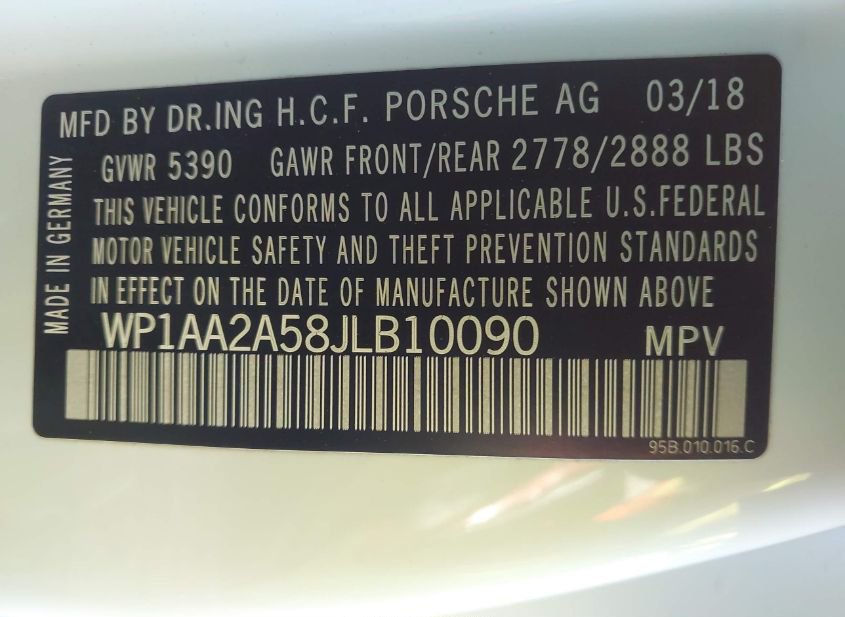 MFD BY DR.ING H.C.F. PORSCHE AG 03/18
GVWR 5390 GAWR FRONT/REAR 2778/2888 LBS
THIS VEHICLE CONFORMS TO ALL APPLICABLE U.S.FEDERAL
MOTOR VEHICLE SAFETY AND THEFT PREVENTION STANDARDS
IN EFFECT ON THE DATE OF MANUFACTURE SHOWN ABOVE
MADE IN GERMANY
WP1AA2A58JLB10090 MPV
95B.010.016.C